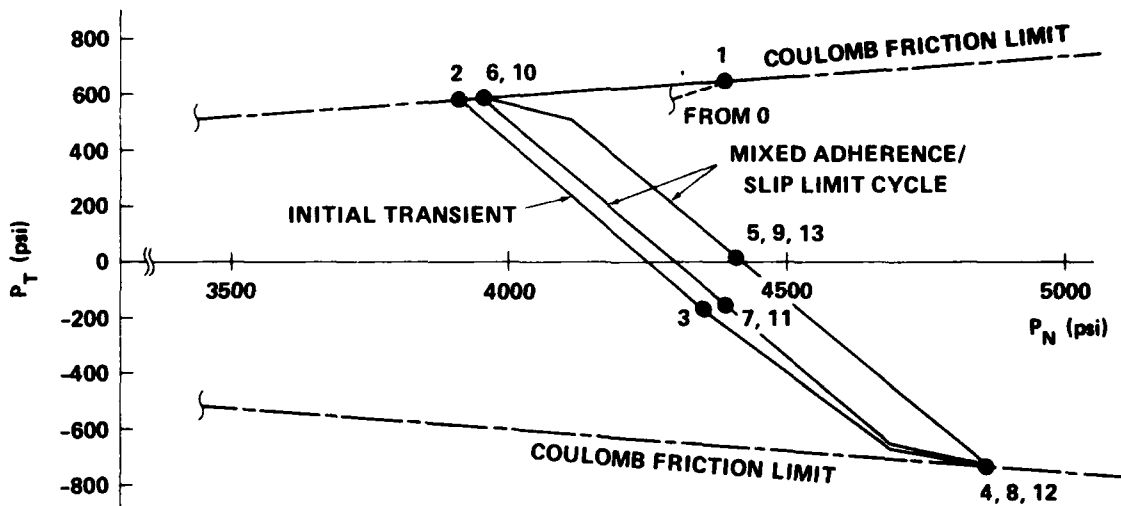 800
600
400
200
0
-200
-400
-600
-800
P_T (psi)
3500
4000
4500
5000
P_N (psi)
2
6, 10
1
COULOMB FRICTION LIMIT
FROM 0
MIXED ADHERENCE/
SLIP LIMIT CYCLE
INITIAL TRANSIENT
5, 9, 13
3
7, 11
COULOMB FRICTION LIMIT
4, 8, 12